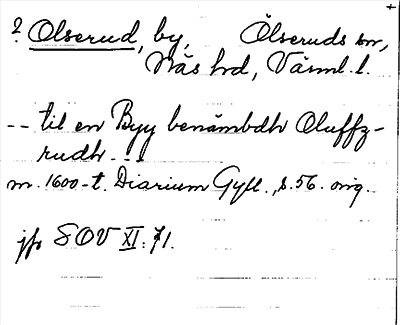 ? Olserud, by, Ölseruds sn,
Näs hd, Värml. l.
-- til en Byy benämbdh Oluffz-
rudh - - -
m. 1600-t. Diarium Gyll., s. 56. orig.
jfr SOV XI: 71.